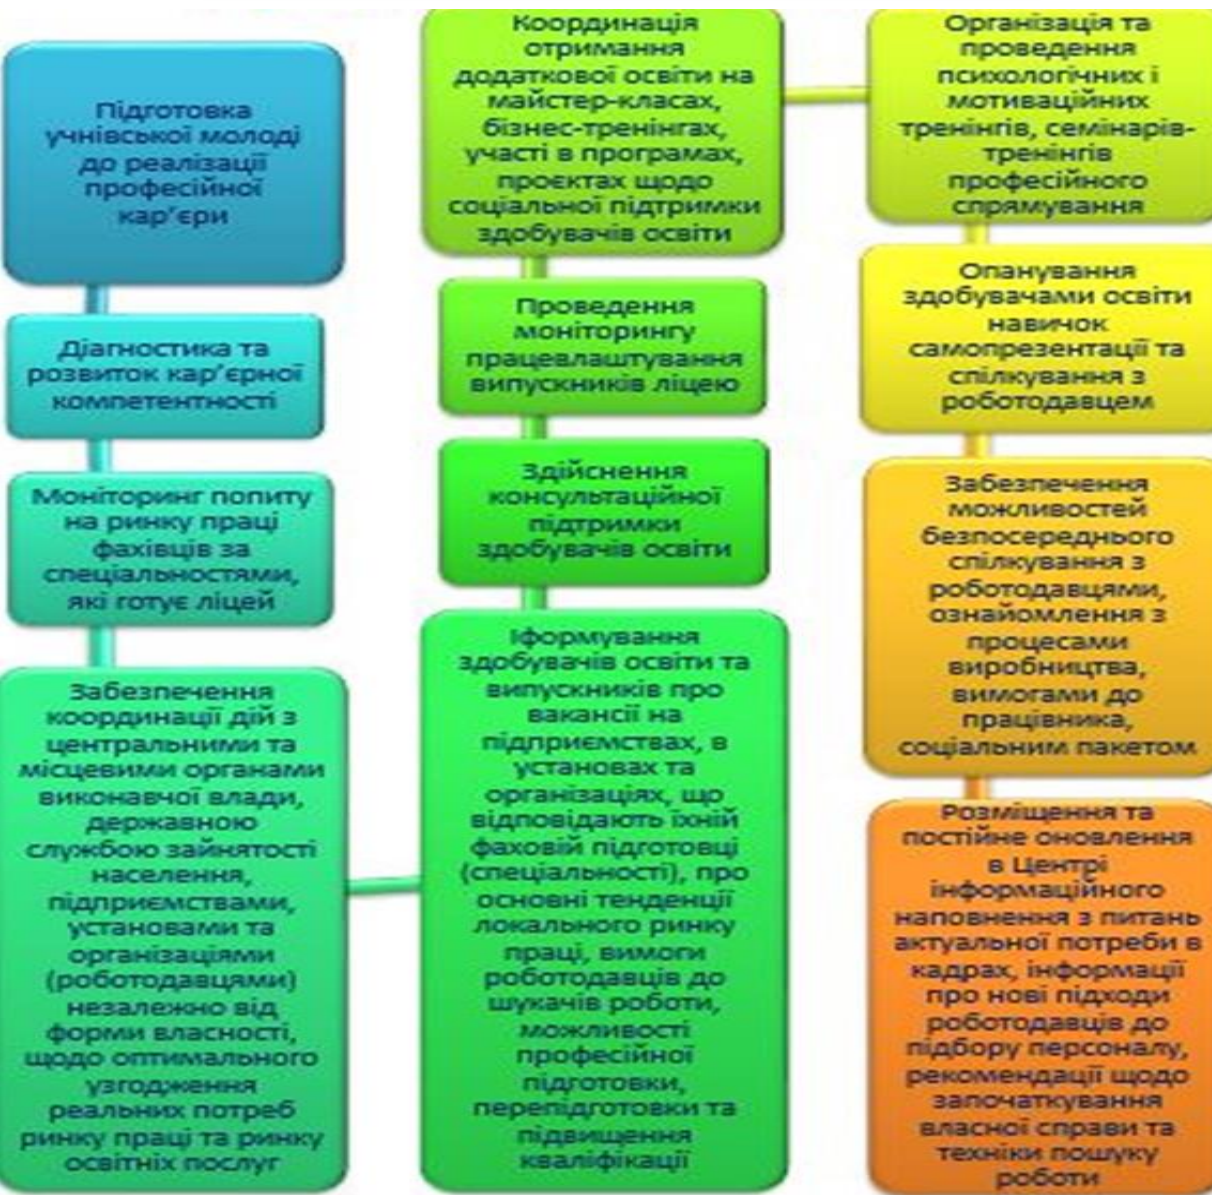 Підготовка
учнівської молоді
до реалізації
професійної
кар’єри
Діагностика та
розвиток кар’єрної
компетентності
Моніторинг попиту
на ринку праці
фахівців за
спеціальностями,
які готує ліцей
Забезпечення
координації дій з
центральними та
місцевими органами
виконавчої влади,
державною
службою зайнятості
населення,
підприємствами,
установами та
організаціями
(роботодавцями)
незалежно від
форми власності,
щодо оптимального
узгодження
реальних потреб
ринку праці та ринку
освітніх послуг
Іформування
здобувачів освіти та
випускників про
вакансії на
підприємствах, в
установах та
організаціях, що
відповідають їхній
фаховій підготовці
(спеціальності), про
основні тенденції
локального ринку
праці, вимоги
роботодавців до
шукачів роботи,
можливості
професійної
підготовки,
перепідготовки та
підвищення
кваліфікації
Здійснення
консультаційної
підтримки
здобувачів освіти
Проведення
моніторингу
працевлаштування
випускників ліцею
Координація
отримання
додаткової освіти на
майстер-класах,
бізнес-тренінгах,
участі в програмах,
проєктах щодо
соціальної підтримки
здобувачів освіти
Організація та
проведення
психологічних і
мотиваційних
тренінгів, семінарів-
тренінгів
професійного
спрямування
Опанування
здобувачами освіти
навичок
самопрезентації та
спілкування з
роботодавцем
Забезпечення
можливостей
безпосереднього
спілкування з
роботодавцями,
ознайомлення з
процесами
виробництва,
вимогами до
працівника,
соціальним пакетом
Розміщення та
постійне оновлення
в Центрі
інформаційного
наповнення з питань
актуальної потреби в
кадрах, інформації
про нові підходи
роботодавців до
підбору персоналу,
рекомендації щодо
започаткування
власної справи та
техніки пошуку
роботи